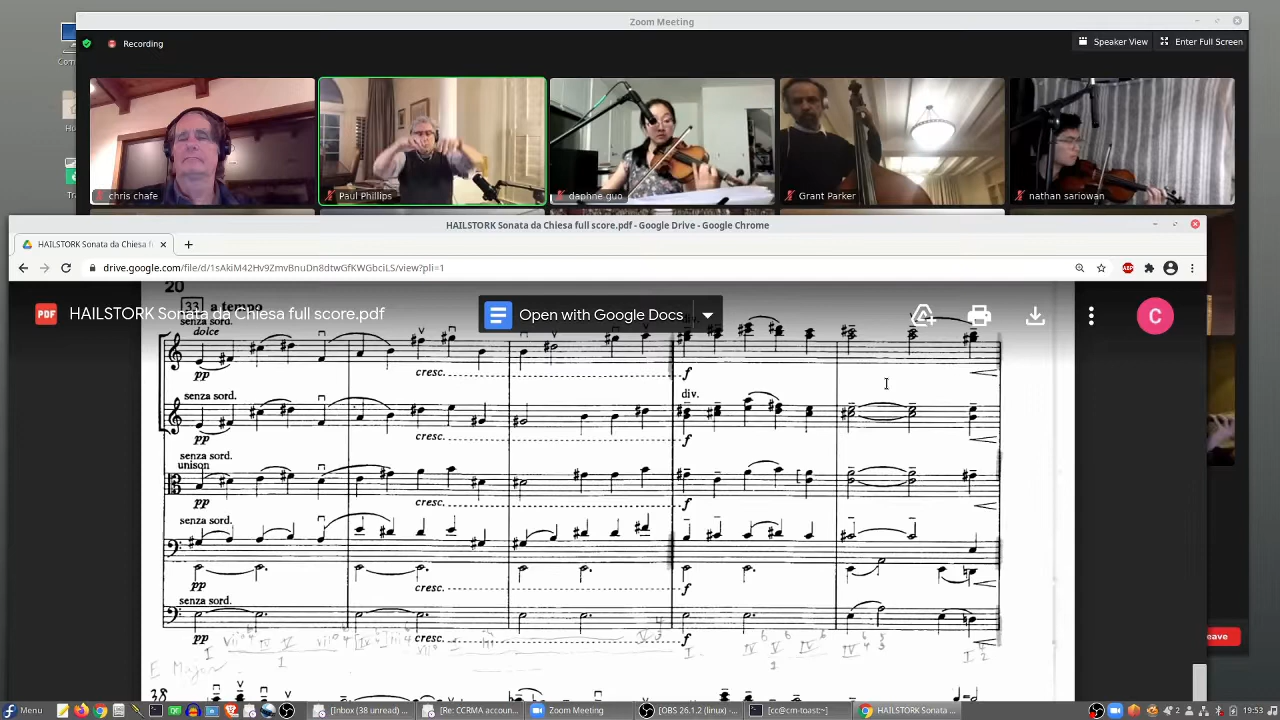 Zoom Meeting
Recording
Speaker View
Enter Full Screen
chris chafe
Paul Phillips
daphne guo
Grant Parker
nathan sariowan
HAILSTORK Sonata da Chiesa full score.pdf - Google Drive - Google Chrome
HAILSTORK Sonata da Chiesa f
drive.google.com/file/d/1sAkiM42Hv9ZmvBnuDn8dtwGfKWGbciLS/view?pli=1
20
33 a tempo
PDF HAILSTORK Sonata da Chiesa full score.pdf
Open with Google Docs
C
senza sord.
dolce
pp cresc. f
senza sord. div.
pp cresc. f
senza sord.
unison
pp cresc. f
senza sord.
pp cresc. f
senza sord.
pp cresc. f
E Major
38
eave
Menu
[Inbox (38 unread) ...
[Re: CCRMA accoun...
Zoom Meeting
[OBS 26.1.2 (linux) -...
[cc@cm-toast:~]
HAILSTORK Sonata ...
2
19:53